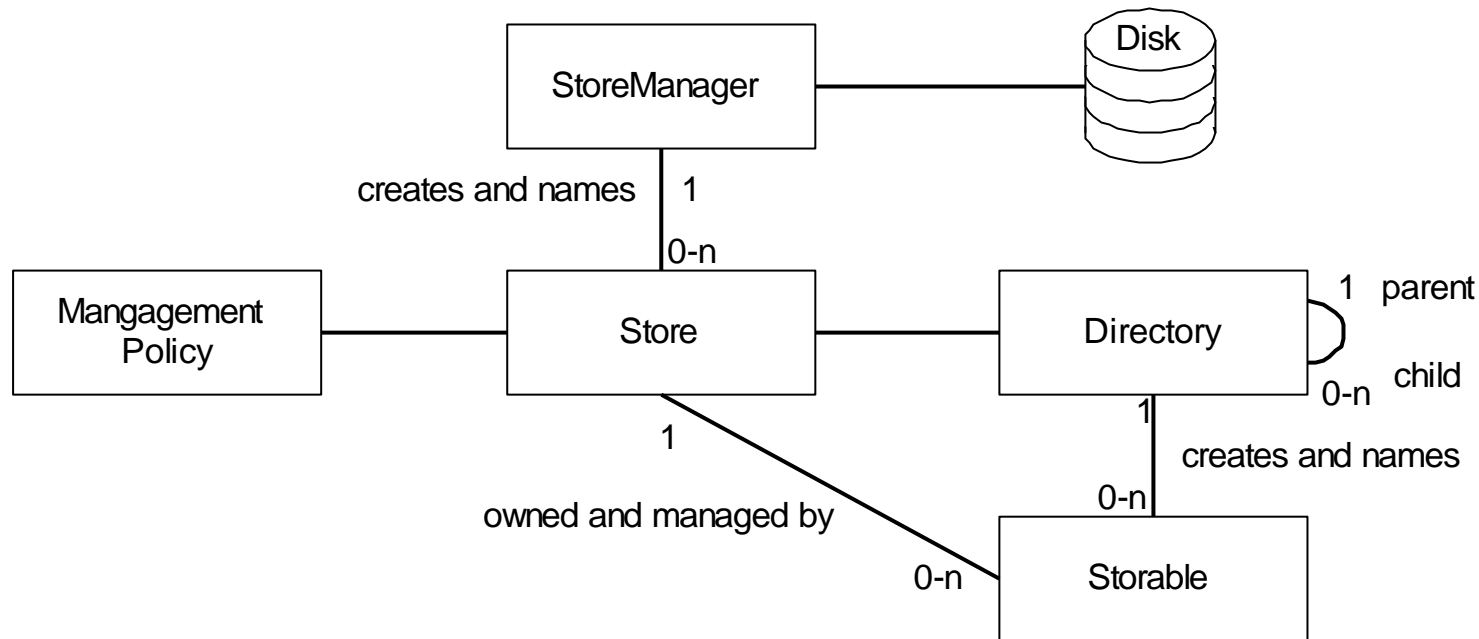 Disk
StoreManager
creates and names
1
0-n
Mangagement
Policy
Store
Directory
1
parent
0-n
child
1
1
creates and names
owned and managed by
0-n
0-n
Storable